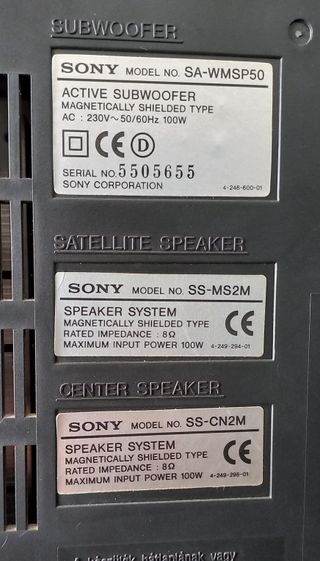 SUBWOOFER
SONY MODEL NO. SA-WMSP50
ACTIVE SUBWOOFER
MAGNETICALLY SHIELDED TYPE
AC : 230V~50/60Hz 100W
CE D
SERIAL NO. 5505655
SONY CORPORATION 4-246-600-01
SATELLITE SPEAKER
SONY MODEL NO. SS-MS2M
SPEAKER SYSTEM
MAGNETICALLY SHIELDED TYPE
RATED IMPEDANCE : 8Ω CE
MAXIMUM INPUT POWER 100W 4-249-294-01
CENTER SPEAKER
SONY MODEL NO. SS-CN2M
SPEAKER SYSTEM
MAGNETICALLY SHIELDED TYPE
RATED IMPEDANCE : 8Ω CE
MAXIMUM INPUT POWER 100W 4-249-295-01
A készülék hátlapjának vagy